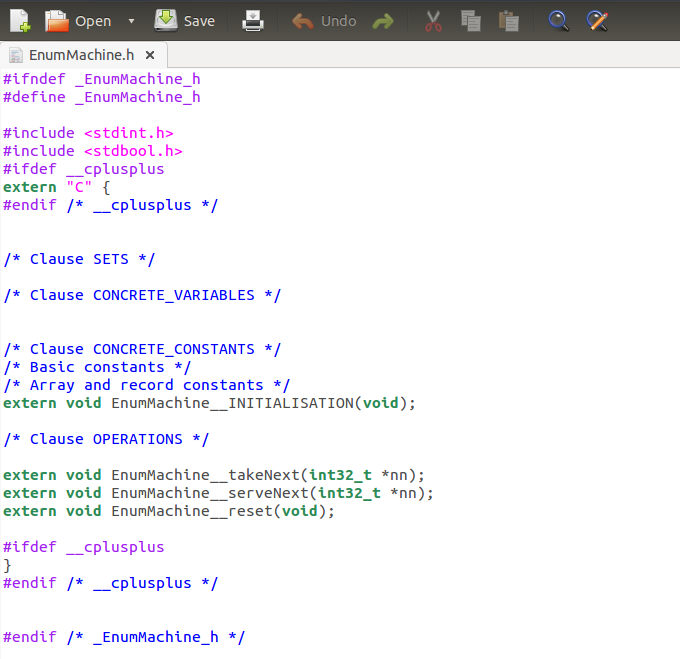 Open Save Undo
EnumMachine.h ×
#ifndef _EnumMachine_h
#define _EnumMachine_h
#include <stdint.h>
#include <stdbool.h>
#ifdef __cplusplus
extern "C" {
#endif /* __cplusplus */
/* Clause SETS */
/* Clause CONCRETE_VARIABLES */
/* Clause CONCRETE_CONSTANTS */
/* Basic constants */
/* Array and record constants */
extern void EnumMachine__INITIALISATION(void);
/* Clause OPERATIONS */
extern void EnumMachine__takeNext(int32_t *nn);
extern void EnumMachine__serveNext(int32_t *nn);
extern void EnumMachine__reset(void);
#ifdef __cplusplus
}
#endif /* __cplusplus */
#endif /* _EnumMachine_h */